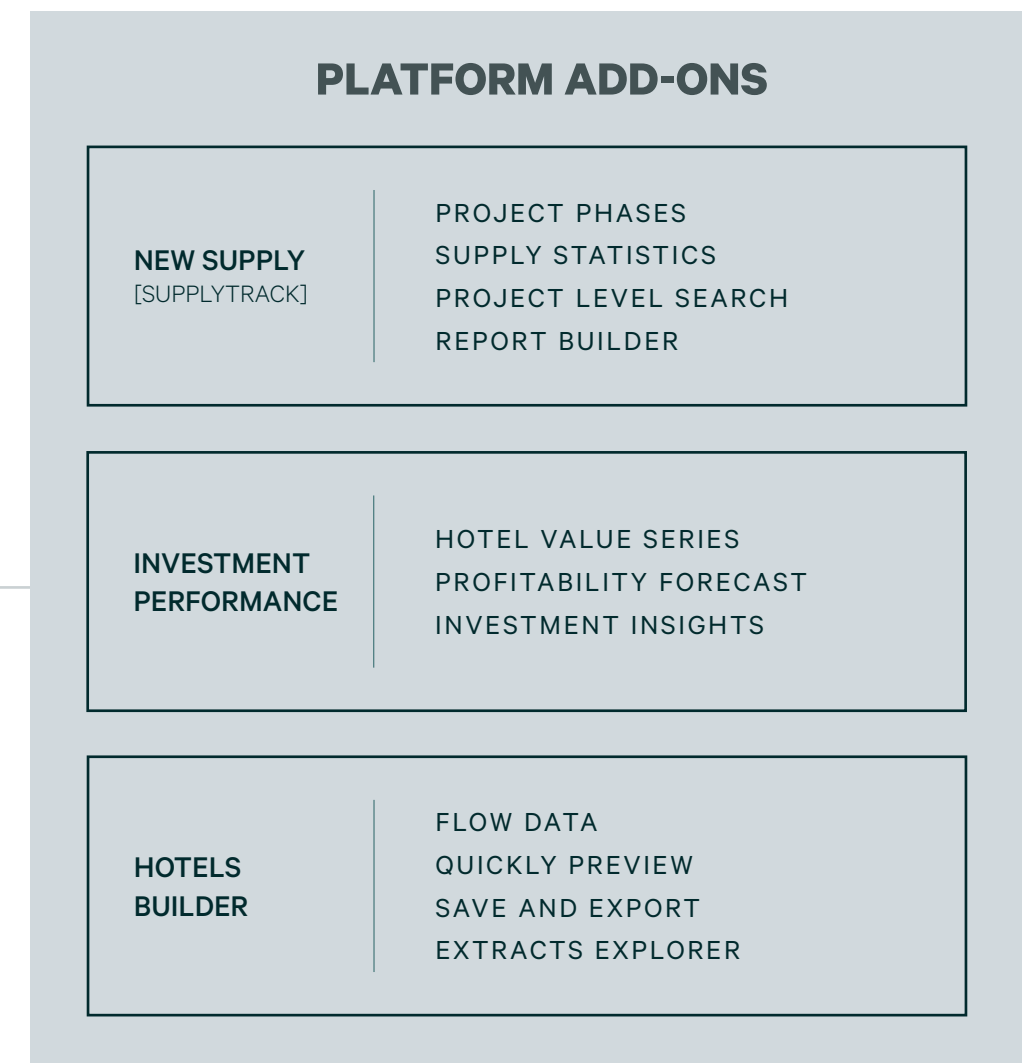 PLATFORM ADD-ONS
NEW SUPPLY
[SUPPLYTRACK]
PROJECT PHASES
SUPPLY STATISTICS
PROJECT LEVEL SEARCH
REPORT BUILDER
INVESTMENT
PERFORMANCE
HOTEL VALUE SERIES
PROFITABILITY FORECAST
INVESTMENT INSIGHTS
HOTELS
BUILDER
FLOW DATA
QUICKLY PREVIEW
SAVE AND EXPORT
EXTRACTS EXPLORER